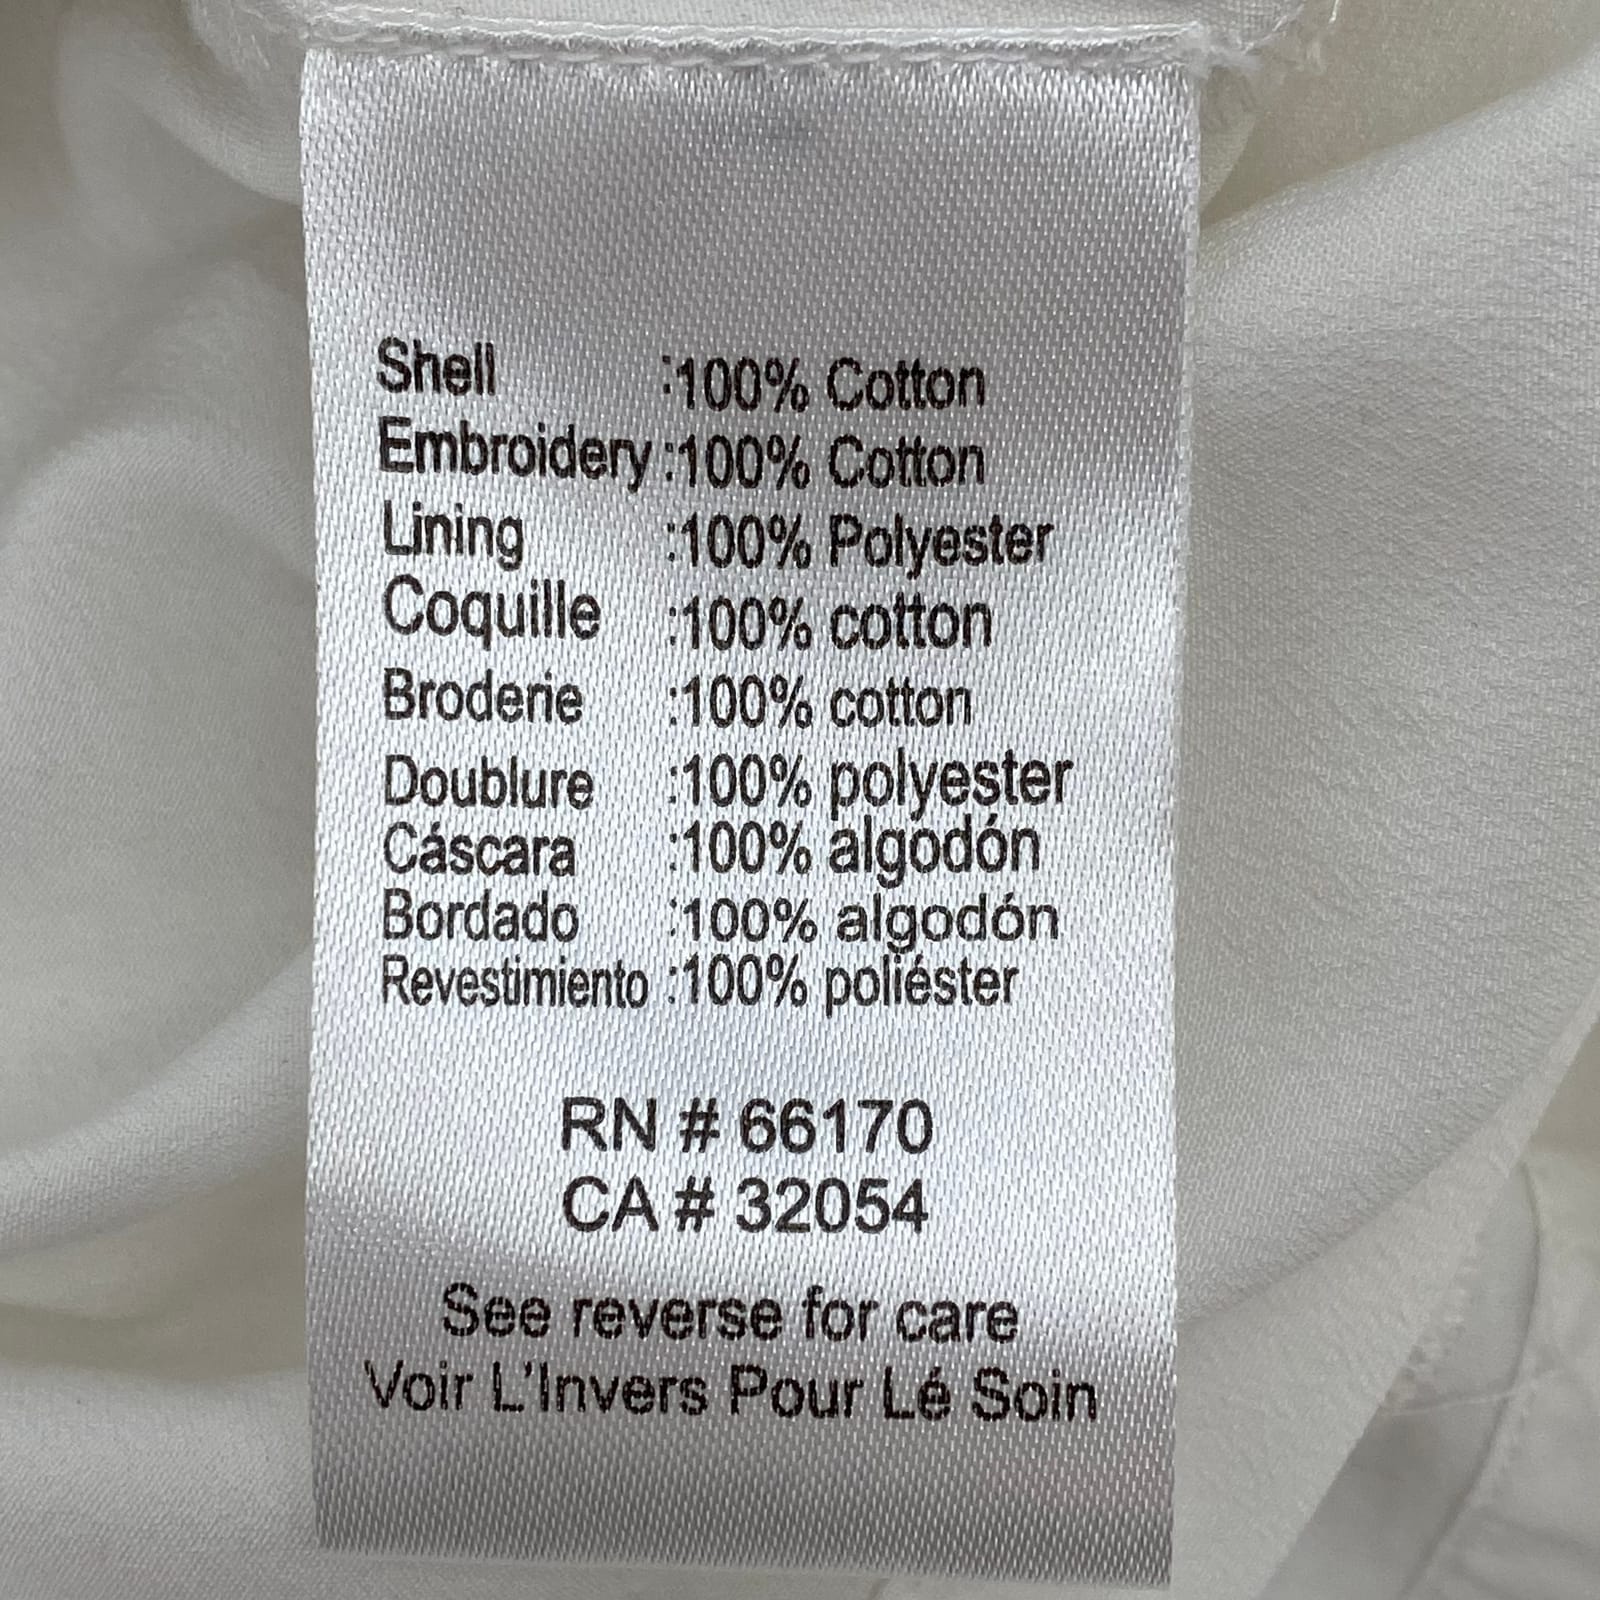 Shell :100% Cotton
Embroidery :100% Cotton
Lining :100% Polyester
Coquille :100% cotton
Broderie :100% cotton
Doublure :100% polyester
Cáscara :100% algodón
Bordado :100% algodón
Revestimiento :100% poliéster
RN # 66170
CA # 32054
See reverse for care
Voir L'Invers Pour Lé Soin